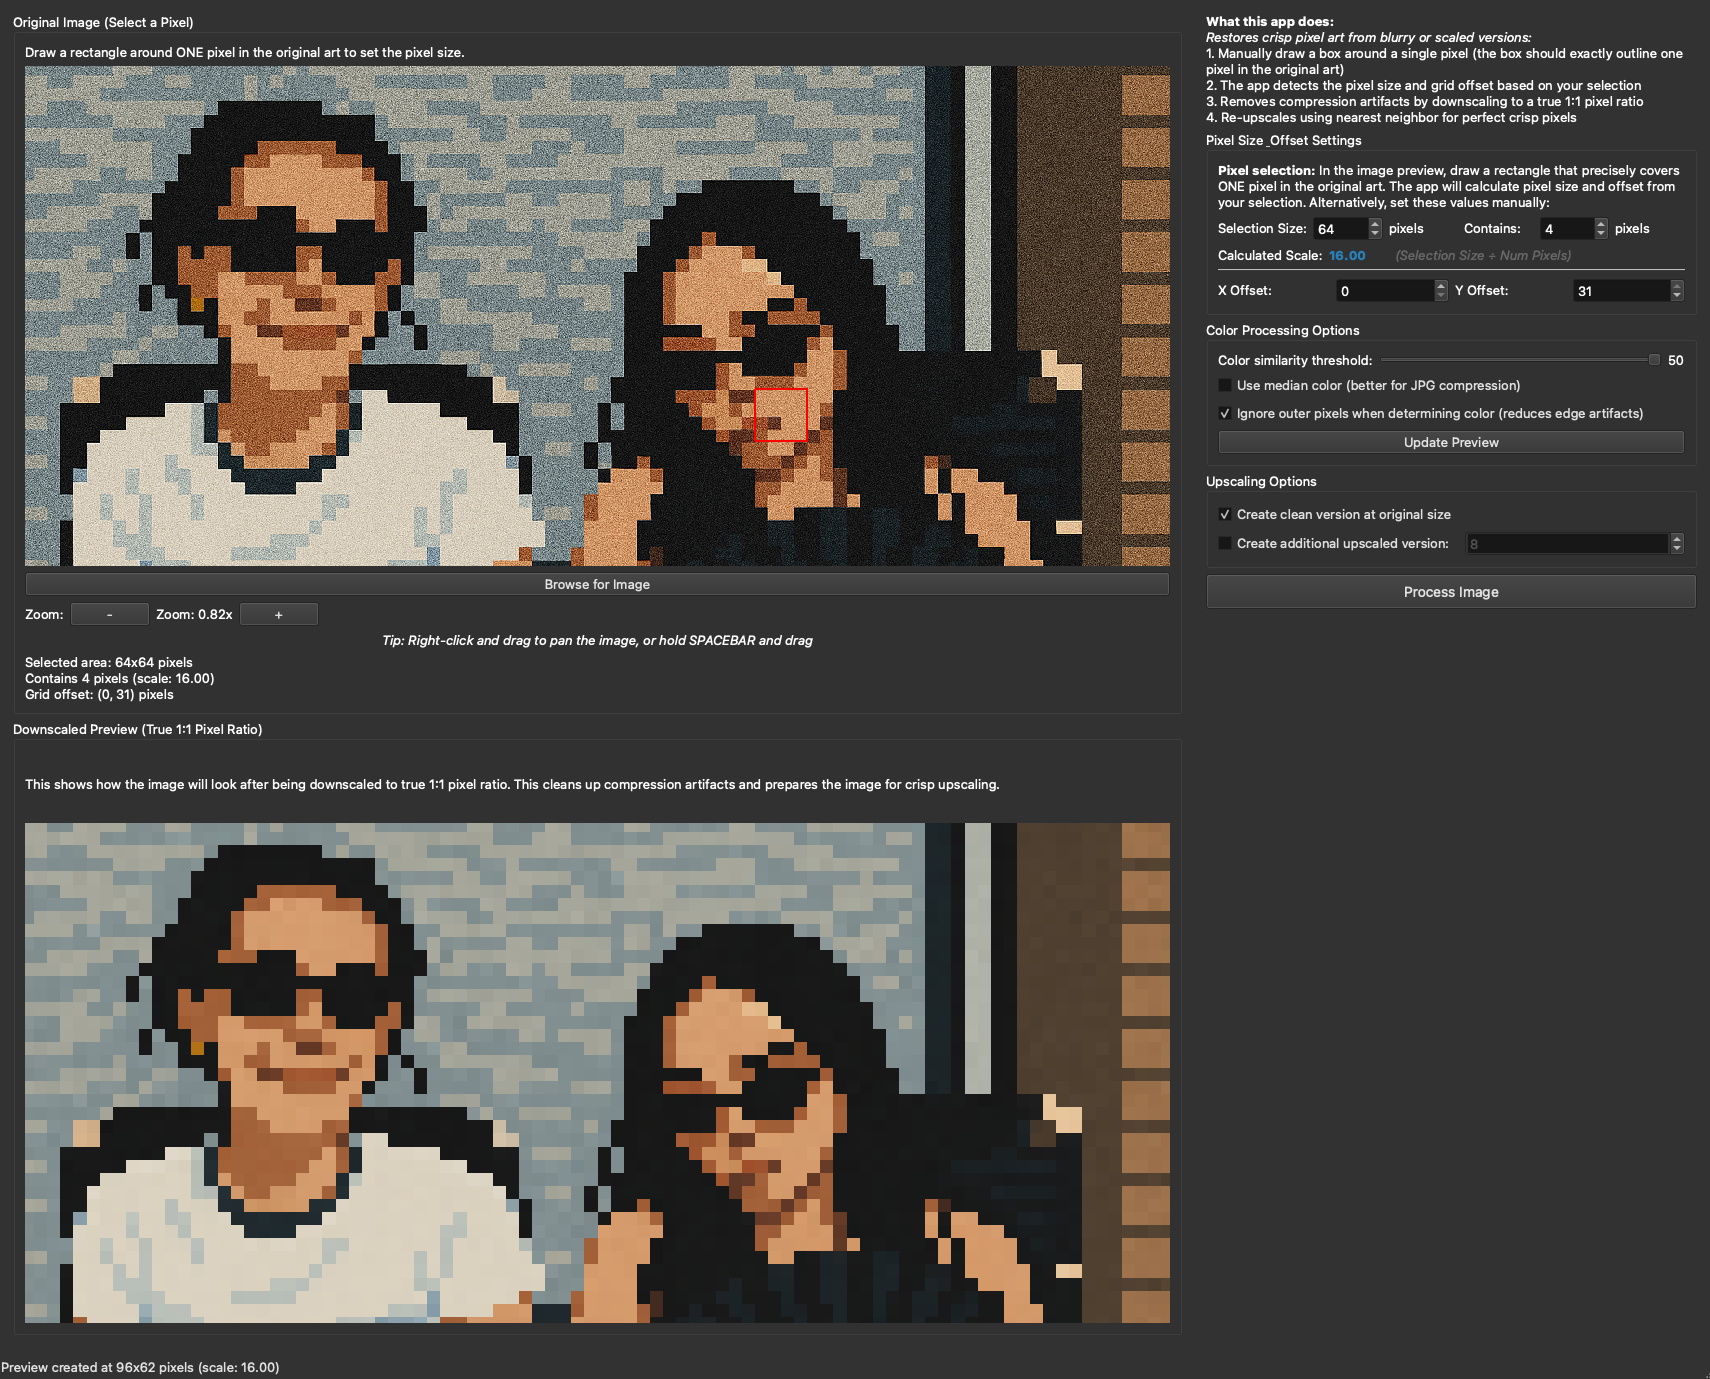 Original Image (Select a Pixel)
Draw a rectangle around ONE pixel in the original art to set the pixel size.
Browse for Image
Zoom: - Zoom: 0.82x +
Tip: Right-click and drag to pan the image, or hold SPACEBAR and drag
Selected area: 64x64 pixels
Contains 4 pixels (scale: 16.00)
Grid offset: (0, 31) pixels
Downscaled Preview (True 1:1 Pixel Ratio)
This shows how the image will look after being downscaled to true 1:1 pixel ratio. This cleans up compression artifacts and prepares the image for crisp upscaling.
Preview created at 96x62 pixels (scale: 16.00)
What this app does:
Restores crisp pixel art from blurry or scaled versions:
1. Manually draw a box around a single pixel (the box should exactly outline one
pixel in the original art)
2. The app detects the pixel size and grid offset based on your selection
3. Removes compression artifacts by downscaling to a true 1:1 pixel ratio
4. Re-upscales using nearest neighbor for perfect crisp pixels
Pixel Size _Offset Settings
Pixel selection: In the image preview, draw a rectangle that precisely covers
ONE pixel in the original art. The app will calculate pixel size and offset from
your selection. Alternatively, set these values manually:
Selection Size: 64 pixels Contains: 4 pixels
Calculated Scale: 16.00 (Selection Size ÷ Num Pixels)
X Offset: 0 Y Offset: 31
Color Processing Options
Color similarity threshold: 50
Use median color (better for JPG compression)
Ignore outer pixels when determining color (reduces edge artifacts)
Update Preview
Upscaling Options
Create clean version at original size
Create additional upscaled version: 8
Process Image